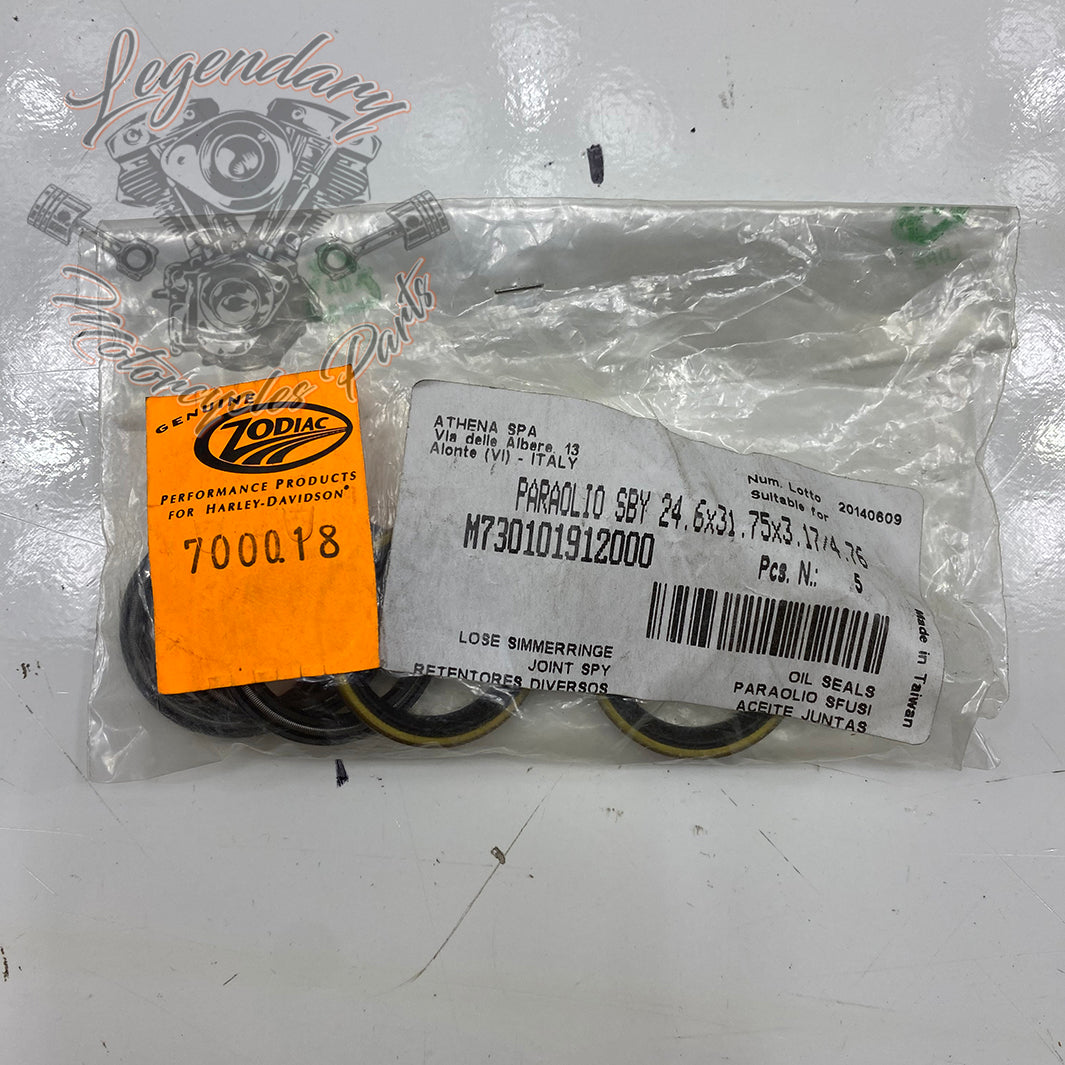 Legendary
Motorcycles Parts
GENUINE
ZODIAC
PERFORMANCE PRODUCTS
FOR HARLEY-DAVIDSON®
700018
ATHENA SPA
Via delle Albere, 13
Alonte (VI) - ITALY
Num. Lotto 20140609
Suitable for
PARAOLIO SBY 24.6x31.75x3.17/4.76
M730101912000
Pcs. N.: 5
LOSE SIMMERRINGE
JOINT SPY
RETENTORES DIVERSOS
OIL SEALS
PARAOLIO SFUSI
ACEITE JUNTAS
Made in Taiwan